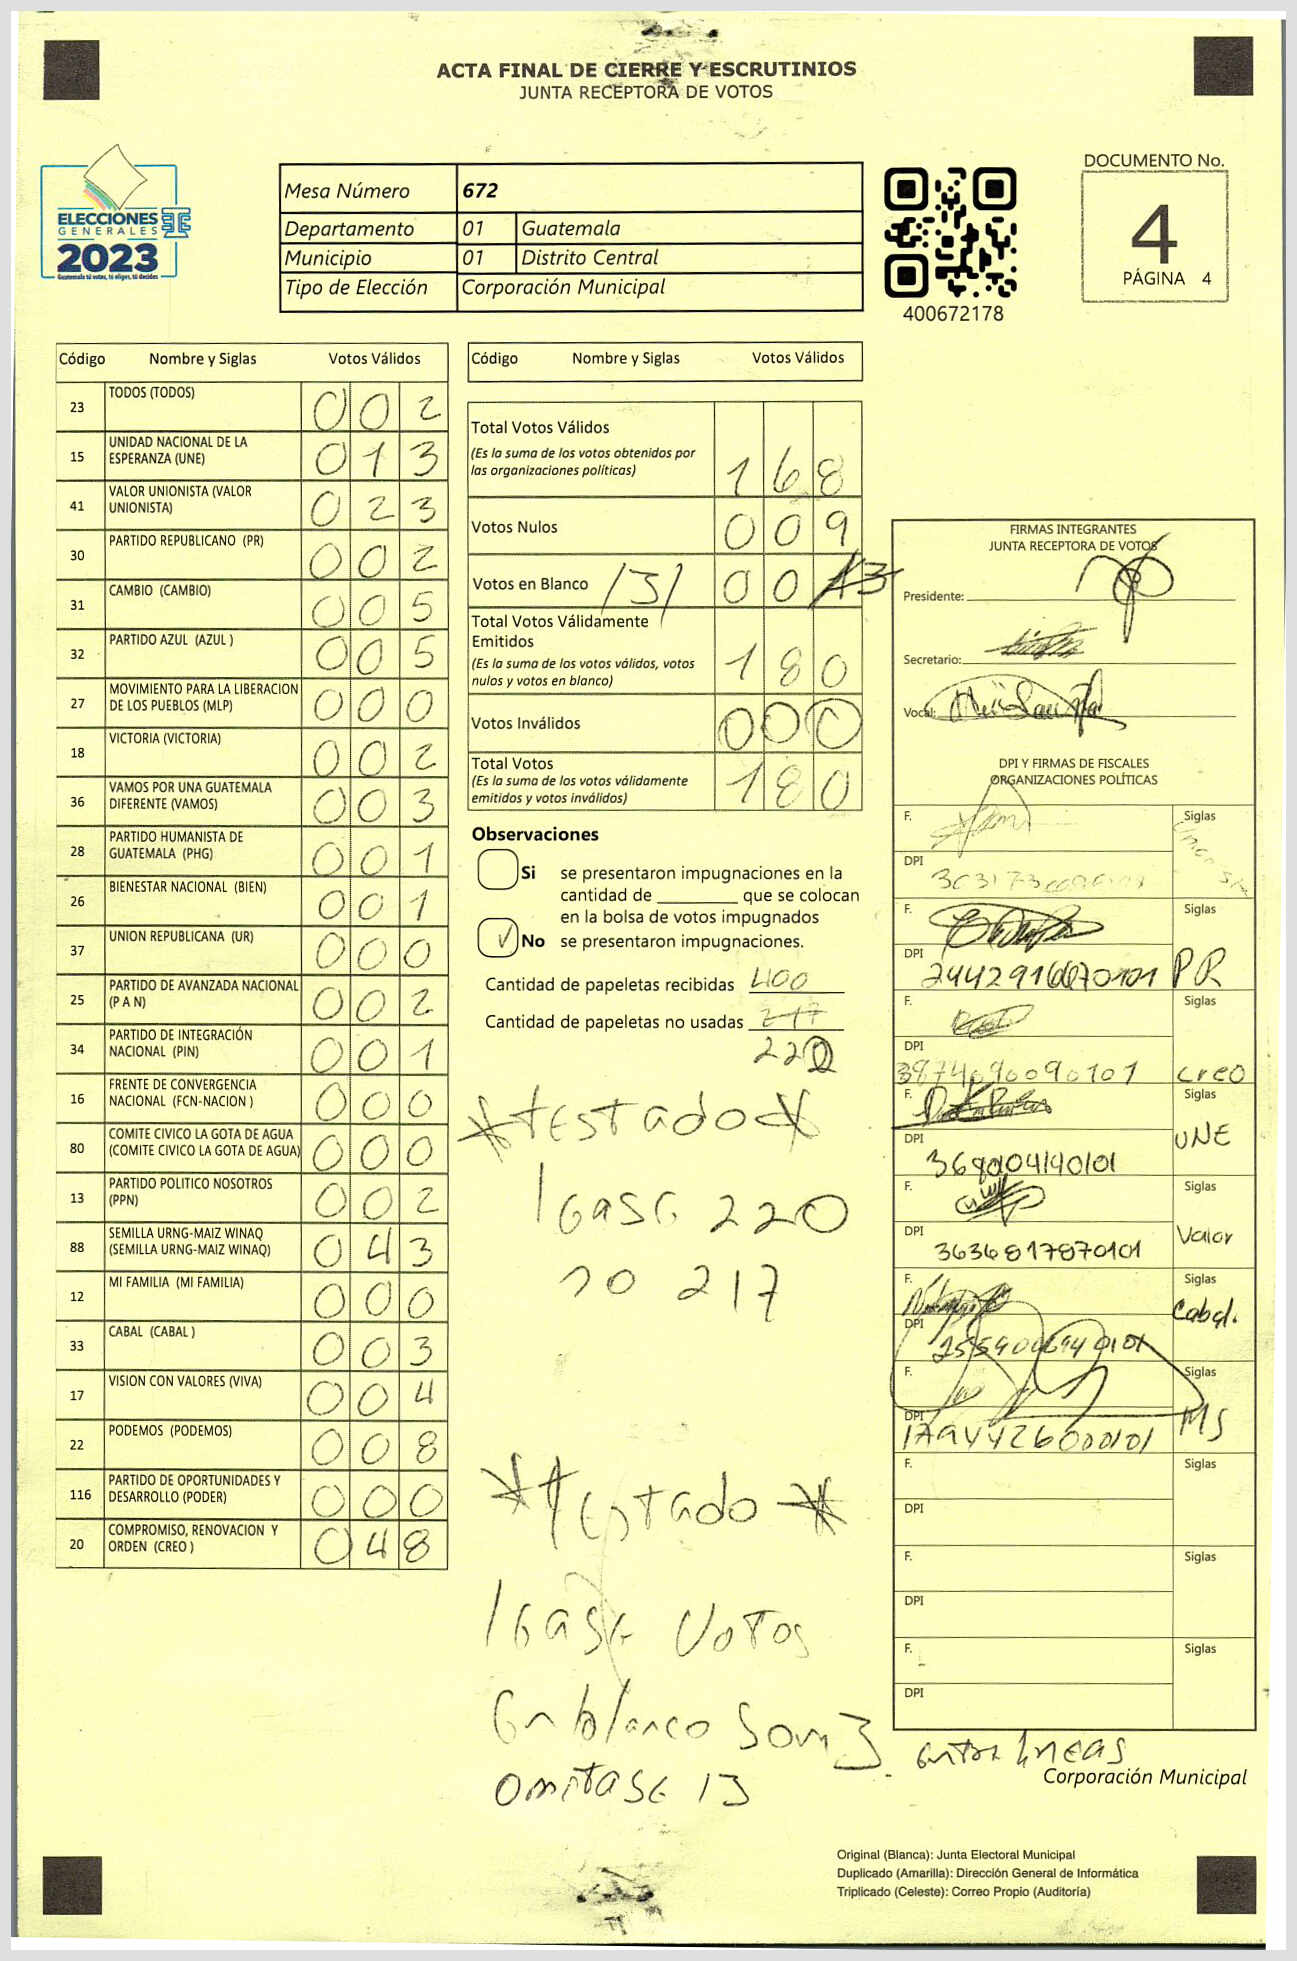 ACTA FINAL DE CIERRE Y ESCRUTINIOS
JUNTA RECEPTORA DE VOTOS
ELECCIONES
GENERALES
2023
Guatemala tú votas, tú eliges, tú decides
Mesa Número 672
Departamento 01 Guatemala
Municipio 01 Distrito Central
Tipo de Elección Corporación Municipal
400672178
DOCUMENTO No.
4
PÁGINA 4
Código Nombre y Siglas Votos Válidos
23 TODOS (TODOS) 0 0 2
15 UNIDAD NACIONAL DE LA ESPERANZA (UNE) 0 1 3
41 VALOR UNIONISTA (VALOR UNIONISTA) 0 2 3
30 PARTIDO REPUBLICANO (PR) 0 0 2
31 CAMBIO (CAMBIO) 0 0 5
32 PARTIDO AZUL (AZUL ) 0 0 5
27 MOVIMIENTO PARA LA LIBERACION DE LOS PUEBLOS (MLP) 0 0 0
18 VICTORIA (VICTORIA) 0 0 2
36 VAMOS POR UNA GUATEMALA DIFERENTE (VAMOS) 0 0 3
28 PARTIDO HUMANISTA DE GUATEMALA (PHG) 0 0 1
26 BIENESTAR NACIONAL (BIEN) 0 0 1
37 UNION REPUBLICANA (UR) 0 0 0
25 PARTIDO DE AVANZADA NACIONAL (P A N) 0 0 2
34 PARTIDO DE INTEGRACIÓN NACIONAL (PIN) 0 0 1
16 FRENTE DE CONVERGENCIA NACIONAL (FCN-NACION ) 0 0 0
80 COMITE CIVICO LA GOTA DE AGUA (COMITE CIVICO LA GOTA DE AGUA) 0 0 0
13 PARTIDO POLITICO NOSOTROS (PPN) 0 0 2
88 SEMILLA URNG-MAIZ WINAQ (SEMILLA URNG-MAIZ WINAQ) 0 4 3
12 MI FAMILIA (MI FAMILIA) 0 0 0
33 CABAL (CABAL ) 0 0 3
17 VISION CON VALORES (VIVA) 0 0 4
22 PODEMOS (PODEMOS) 0 0 8
116 PARTIDO DE OPORTUNIDADES Y DESARROLLO (PODER) 0 0 0
20 COMPROMISO, RENOVACION Y ORDEN (CREO ) 0 4 8
Código Nombre y Siglas Votos Válidos
Total Votos Válidos 1 6 8
(Es la suma de los votos obtenidos por
las organizaciones políticas)
Votos Nulos 0 0 9
Votos en Blanco /3/ 0 0 3
Total Votos Válidamente
Emitidos 1 8 0
(Es la suma de los votos válidos, votos
nulos y votos en blanco)
Votos Inválidos 0 0 0
Total Votos 1 8 0
(Es la suma de los votos válidamente
emitidos y votos inválidos)
Observaciones
Si se presentaron impugnaciones en la
cantidad de ________ que se colocan
en la bolsa de votos impugnados
✓ No se presentaron impugnaciones.
Cantidad de papeletas recibidas 400
Cantidad de papeletas no usadas 217
220
*testado*
léase 220
no 217
*testado*
léase votos
en blanco son 3. entre lineas
omitase 13
FIRMAS INTEGRANTES
JUNTA RECEPTORA DE VOTOS
Presidente:
Secretario:
Vocal:
DPI Y FIRMAS DE FISCALES
ORGANIZACIONES POLÍTICAS
F. Siglas
DPI
F. Siglas
DPI PR
F. Siglas
DPI 3874090090101 Creo
F. Siglas
DPI UNE
F. Siglas
DPI 3636817870101 Valor
F. Siglas
DPI Cabal.
F. Siglas
DPI MS
F. Siglas
DPI
F. Siglas
DPI
F. Siglas
DPI
Corporación Municipal
Original (Blanca): Junta Electoral Municipal
Duplicado (Amarilla): Dirección General de Informática
Triplicado (Celeste): Correo Propio (Auditoría)